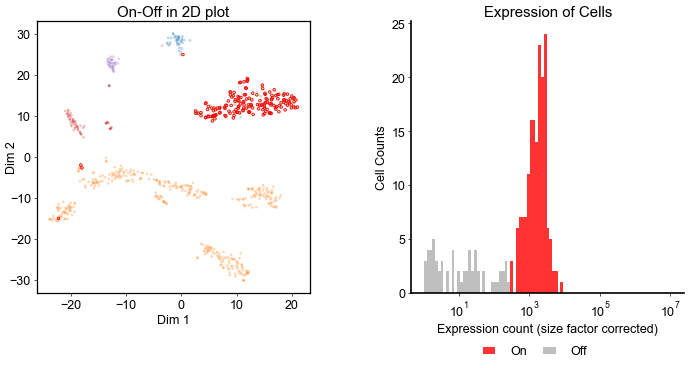 On-Off in 2D plot
Dim 2
30
20
10
0
−10
−20
−30
−20
−10
0
10
20
Dim 1
Expression of Cells
Cell Counts
25
20
15
10
5
0
10^1
10^3
10^5
10^7
Expression count (size factor corrected)
On
Off